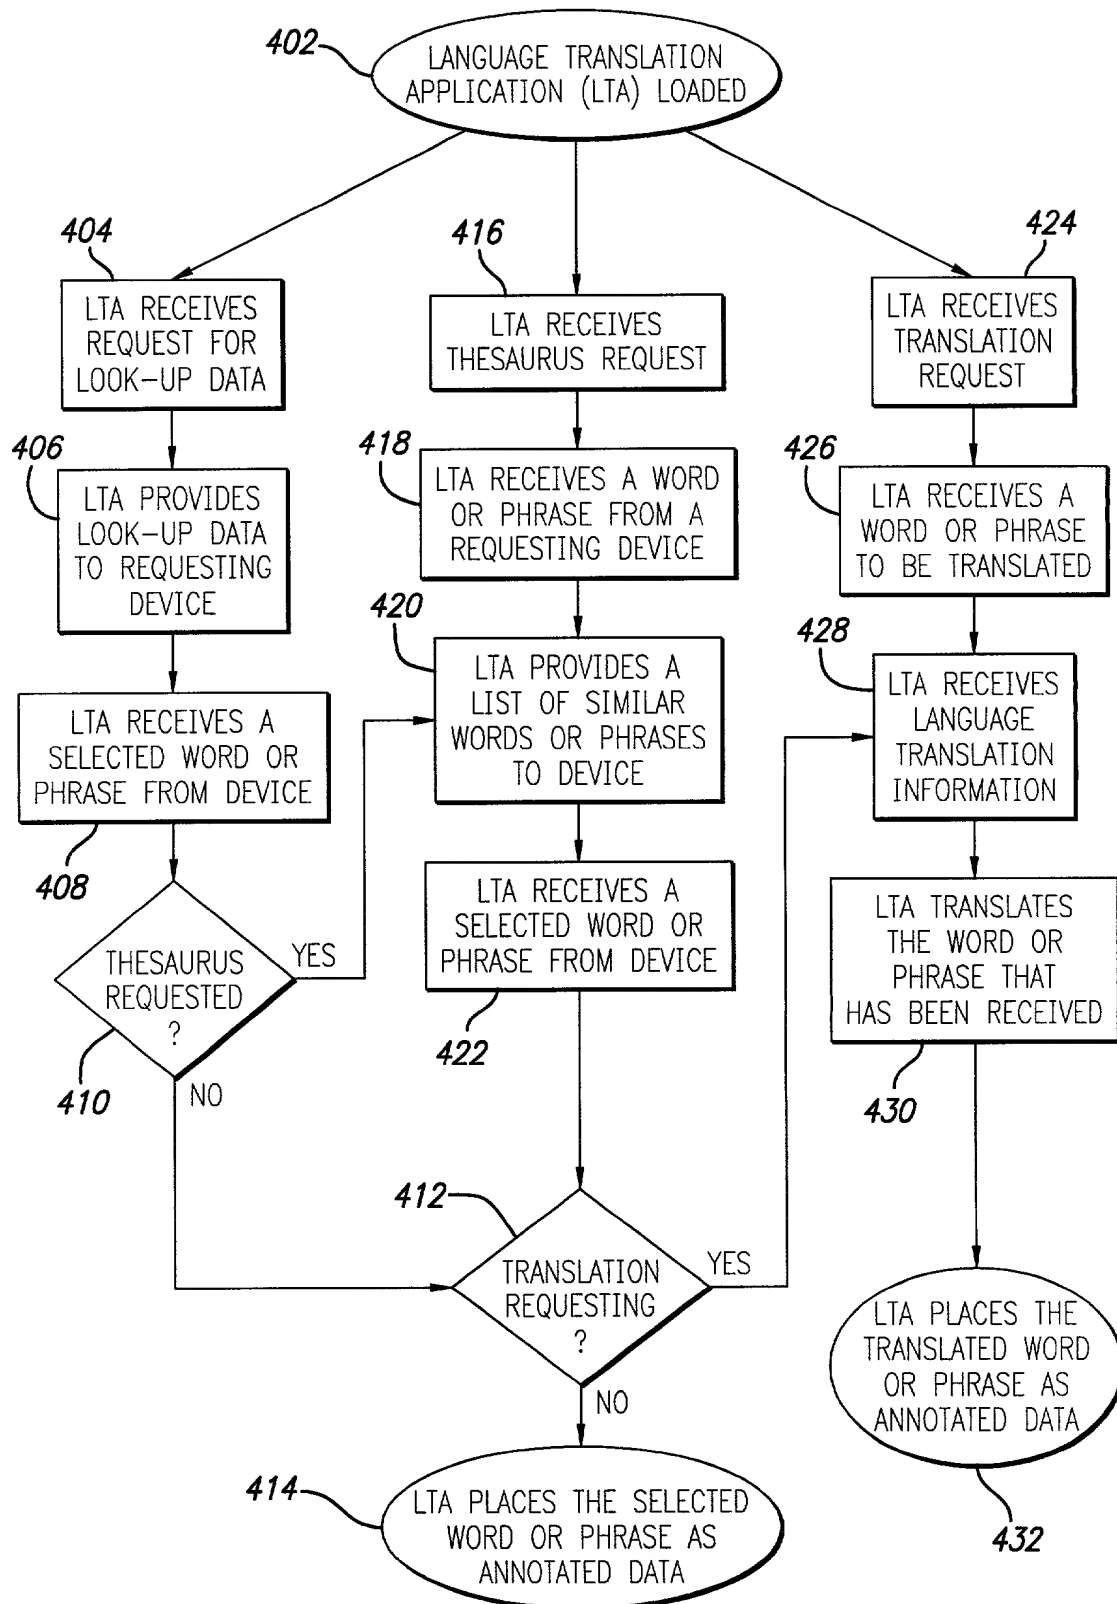 402
LANGUAGE TRANSLATION
APPLICATION (LTA) LOADED
404
LTA RECEIVES
REQUEST FOR
LOOK-UP DATA
406
LTA PROVIDES
LOOK-UP DATA
TO REQUESTING
DEVICE
LTA RECEIVES A
SELECTED WORD OR
PHRASE FROM DEVICE
408
THESAURUS
REQUESTED
?
YES
410
NO
416
LTA RECEIVES
THESAURUS REQUEST
418
LTA RECEIVES A WORD
OR PHRASE FROM A
REQUESTING DEVICE
420
LTA PROVIDES A
LIST OF SIMILAR
WORDS OR PHRASES
TO DEVICE
LTA RECEIVES A
SELECTED WORD OR
PHRASE FROM DEVICE
422
412
TRANSLATION
REQUESTING
?
YES
NO
414
LTA PLACES THE SELECTED
WORD OR PHRASE AS
ANNOTATED DATA
424
LTA RECEIVES
TRANSLATION
REQUEST
426
LTA RECEIVES A
WORD OR PHRASE
TO BE TRANSLATED
428
LTA RECEIVES
LANGUAGE
TRANSLATION
INFORMATION
LTA TRANSLATES
THE WORD OR
PHRASE THAT
HAS BEEN RECEIVED
430
LTA PLACES THE
TRANSLATED WORD
OR PHRASE AS
ANNOTATED DATA
432